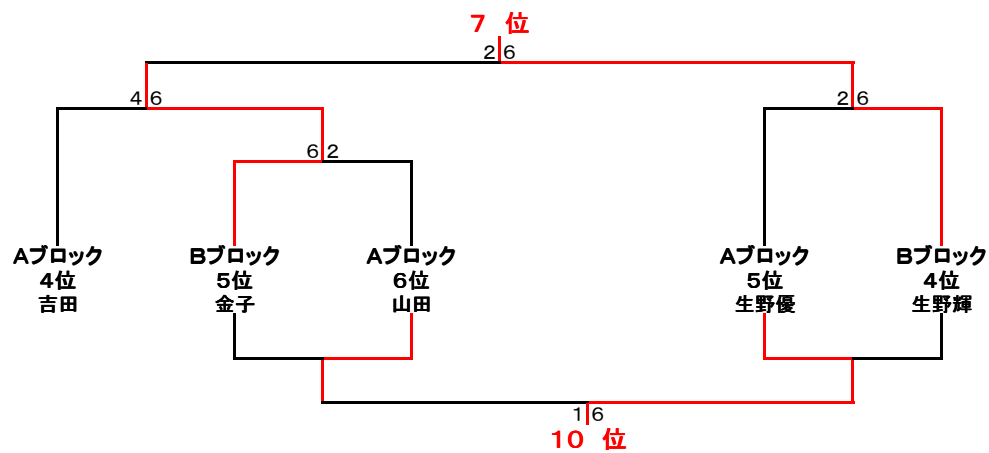 7 位
2 6
4 6
2 6
6 2
Aブロック
4位
吉田
Bブロック
5位
金子
Aブロック
6位
山田
Aブロック
5位
生野優
Bブロック
4位
生野輝
1 6
10 位